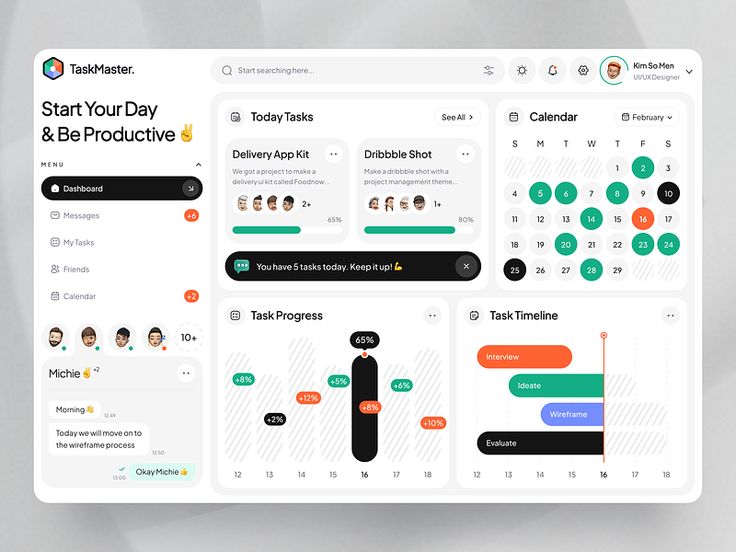 TaskMaster.
Start Your Day
& Be Productive✌️
MENU
Dashboard
Messages
+6
My Tasks
Friends
Calendar
+2
10+
Michie✌️+2
Morning👋
12:49
Today we will move on to
the wireframe process
12:50
Okay Michie👍
13:00
Start searching here...
Kim So Men
UI/UX Designer
Today Tasks
See All >
Delivery App Kit
We got a project to make a
delivery ui kit called Foodnow...
2+
65%
Dribbble Shot
Make a dribbble shot with a
project management theme...
1+
80%
You have 5 tasks today. Keep it up!💪
Calendar
February
S M T W T F S
1 2 3
4 5 6 7 8 9 10
11 12 13 14 15 16 17
18 19 20 21 22 23 24
25 26 27 28 29
Task Progress
65%
+8%
+2%
+12%
+5%
+8%
+6%
+10%
12 13 14 15 16 17 18
Task Timeline
Interview
Ideate
Wireframe
Evaluate
12 13 14 15 16 17 18